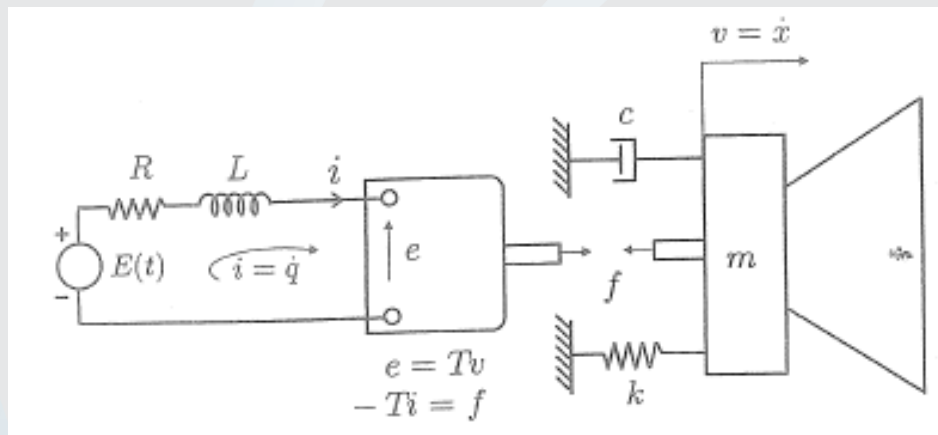 v = ẋ
c
R
L
i
+
E(t)
-
i = q̇
e
f
m
k
e = Tv
- Ti = f